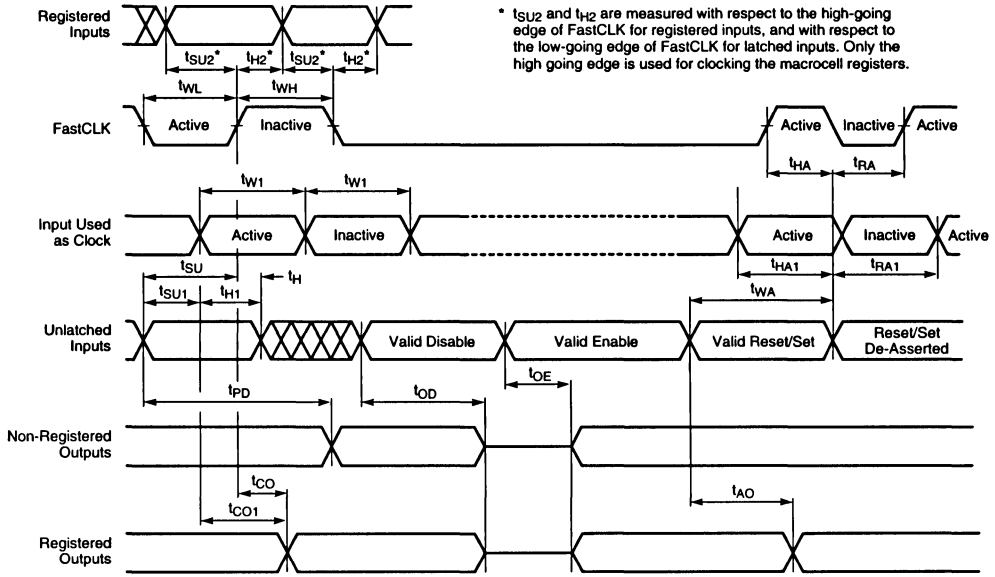 Registered
Inputs
* tSU2 and tH2 are measured with respect to the high-going
edge of FastCLK for registered inputs, and with respect to
the low-going edge of FastCLK for latched inputs. Only the
high going edge is used for clocking the macrocell registers.
tSU2* tH2* tSU2* tH2*
tWL tWH
FastCLK Active Inactive Active Inactive Active
tHA tRA
tW1 tW1
Input Used
as Clock
Active Inactive Active Inactive Active
tSU tH tHA1 tRA1
tSU1 tH1 tWA
Unlatched
Inputs
Valid Disable Valid Enable Valid Reset/Set Reset/Set
De-Asserted
tPD tOD tOE
Non-Registered
Outputs
tCO tAO
tCO1
Registered
Outputs